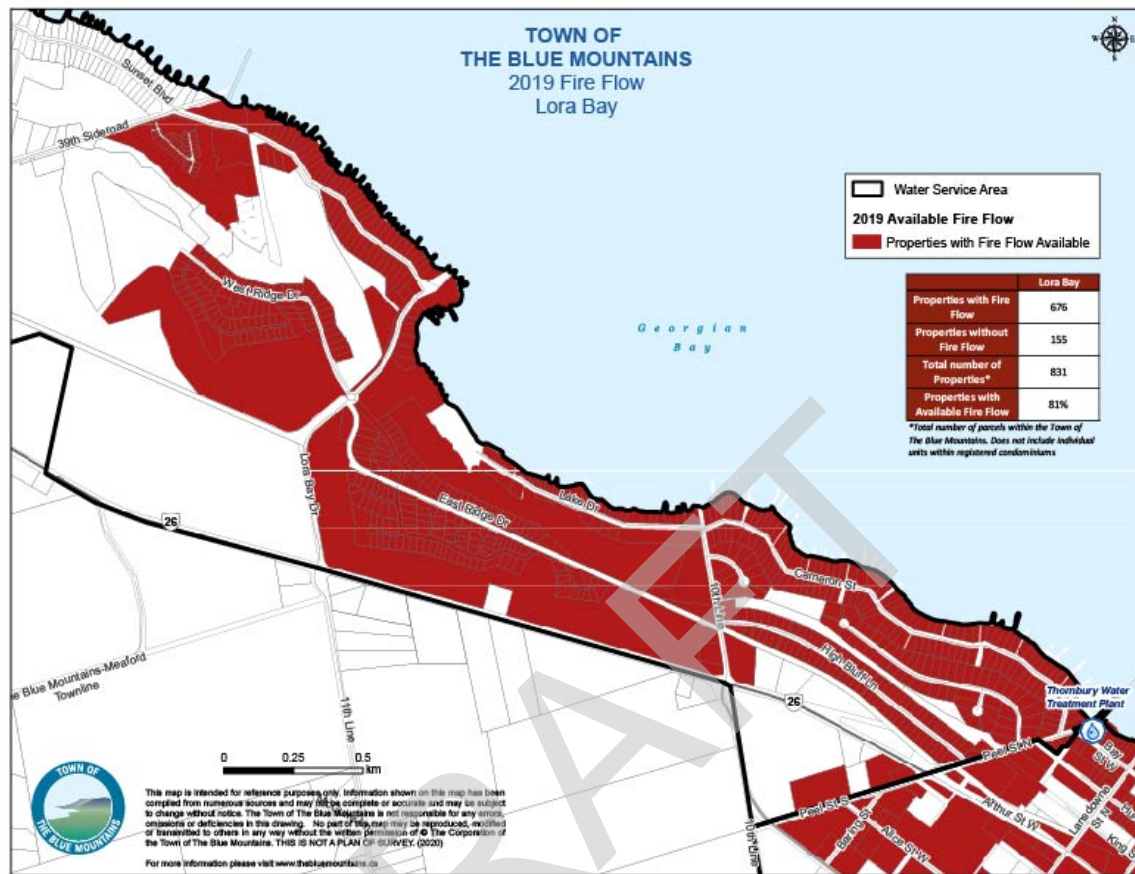 TOWN OF
THE BLUE MOUNTAINS
2019 Fire Flow
Lora Bay
N
W
E
S
Sunset Blvd
39th Sideroad
Water Service Area
2019 Available Fire Flow
Properties with Fire Flow Available
Lora Bay
Properties with Fire
Flow
676
Properties without
Fire Flow
155
Total number of
Properties*
831
Properties with
Available Fire Flow
81%
*Total number of parcels within the Town of
The Blue Mountains. Does not include individual
units within registered condominiums
West Ridge Dr
Georgian
Bay
Lora Bay Dr
East Ridge Dr
Lake Dr
26
10th Line
Cameron St
High Bluff Ln
e Blue Mountains-Meaford
Townline
11th Line
26
Thornbury Water
Treatment Plant
Peel St N
Bay
St W
Peel St S
Arthur St W
Lansdowne
St N
King S
Baring St
Alice St W
10th Line
0 0.25 0.5
km
TOWN OF
THE BLUE MOUNTAINS
This map is intended for reference purposes only. Information shown on this map has been
compiled from numerous sources and may not be complete or accurate and may be subject
to change without notice. The Town of The Blue Mountains is not responsible for any errors,
omissions or deficiencies in this drawing. No part of this map may be reproduced, modified
or transmitted to others in any way without the written permission of © The Corporation of
the Town of The Blue Mountains. THIS IS NOT A PLAN OF SURVEY. (2020)
For more information please visit www.thebluemountains.ca
DRAFT